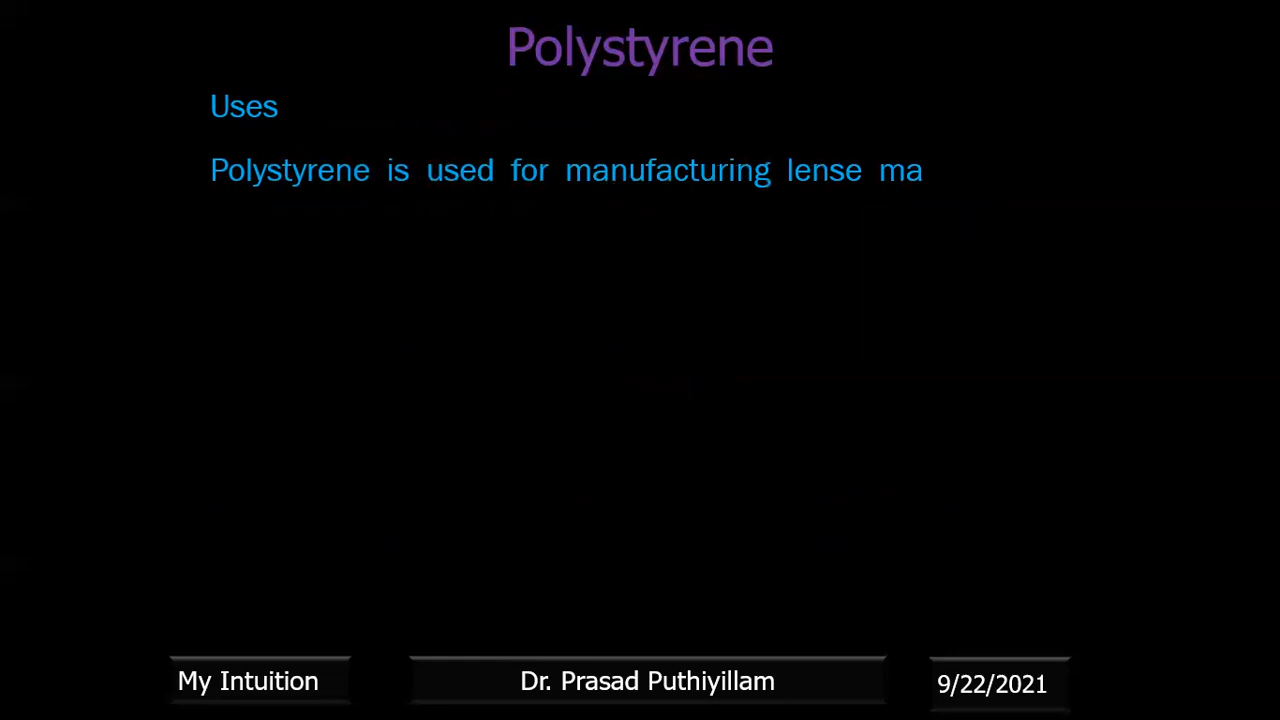 Polystyrene
Uses
Polystyrene is used for manufacturing lense ma
My Intuition
Dr. Prasad Puthiyillam
9/22/2021